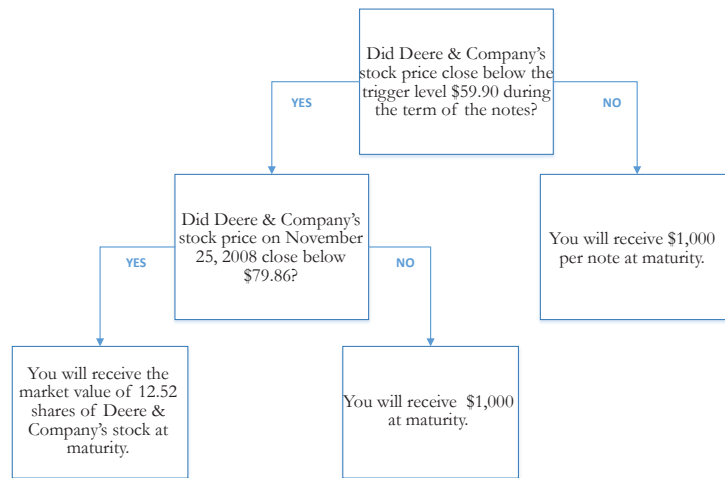 Did Deere & Company's
stock price close below the
trigger level $59.90 during
the term of the notes?
YES
NO
Did Deere & Company's
stock price on November
25, 2008 close below
$79.86?
You will receive $1,000
per note at maturity.
YES
NO
You will receive the
market value of 12.52
shares of Deere &
Company's stock at
maturity.
You will receive $1,000
at maturity.